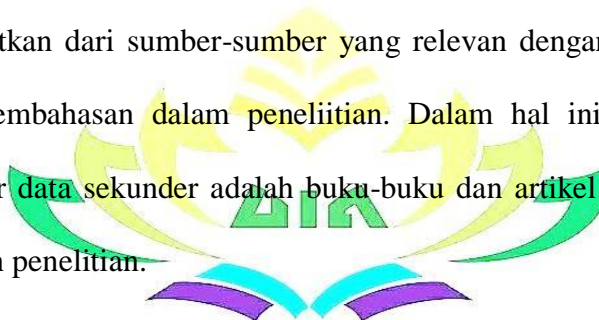 tkan dari sumber-sumber yang relevan dengan
embahasan dalam peneliitian. Dalam hal ini
r data sekunder adalah buku-buku dan artikel
n penelitian.